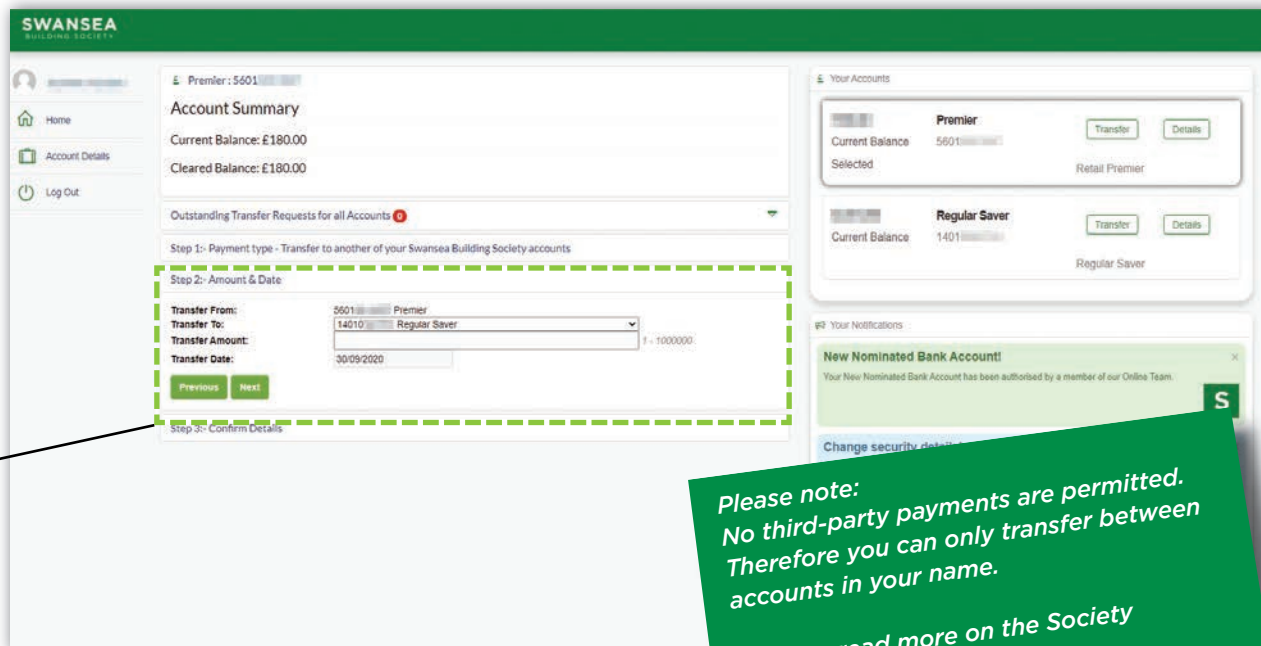 SWANSEA
BUILDING SOCIETY
Home
Account Details
Log Out
£ Premier : 5601
Account Summary
Current Balance: £180.00
Cleared Balance: £180.00
Outstanding Transfer Requests for all Accounts 0
Step 1:- Payment type - Transfer to another of your Swansea Building Society accounts
Step 2:- Amount & Date
Transfer From: 5601 Premier
Transfer To: 14010 Regular Saver
Transfer Amount: 1 - 1000000
Transfer Date: 30/09/2020
Previous Next
Step 3:- Confirm Details
£ Your Accounts
Premier
Current Balance 5601 Transfer Details
Selected Retail Premier
Regular Saver
Current Balance 1401 Transfer Details
Regular Saver
Your Notifications
New Nominated Bank Account! ×
Your New Nominated Bank Account has been authorised by a member of our Online Team.
S
Change security
Please note:
No third-party payments are permitted.
Therefore you can only transfer between
accounts in your name.
more on the Society